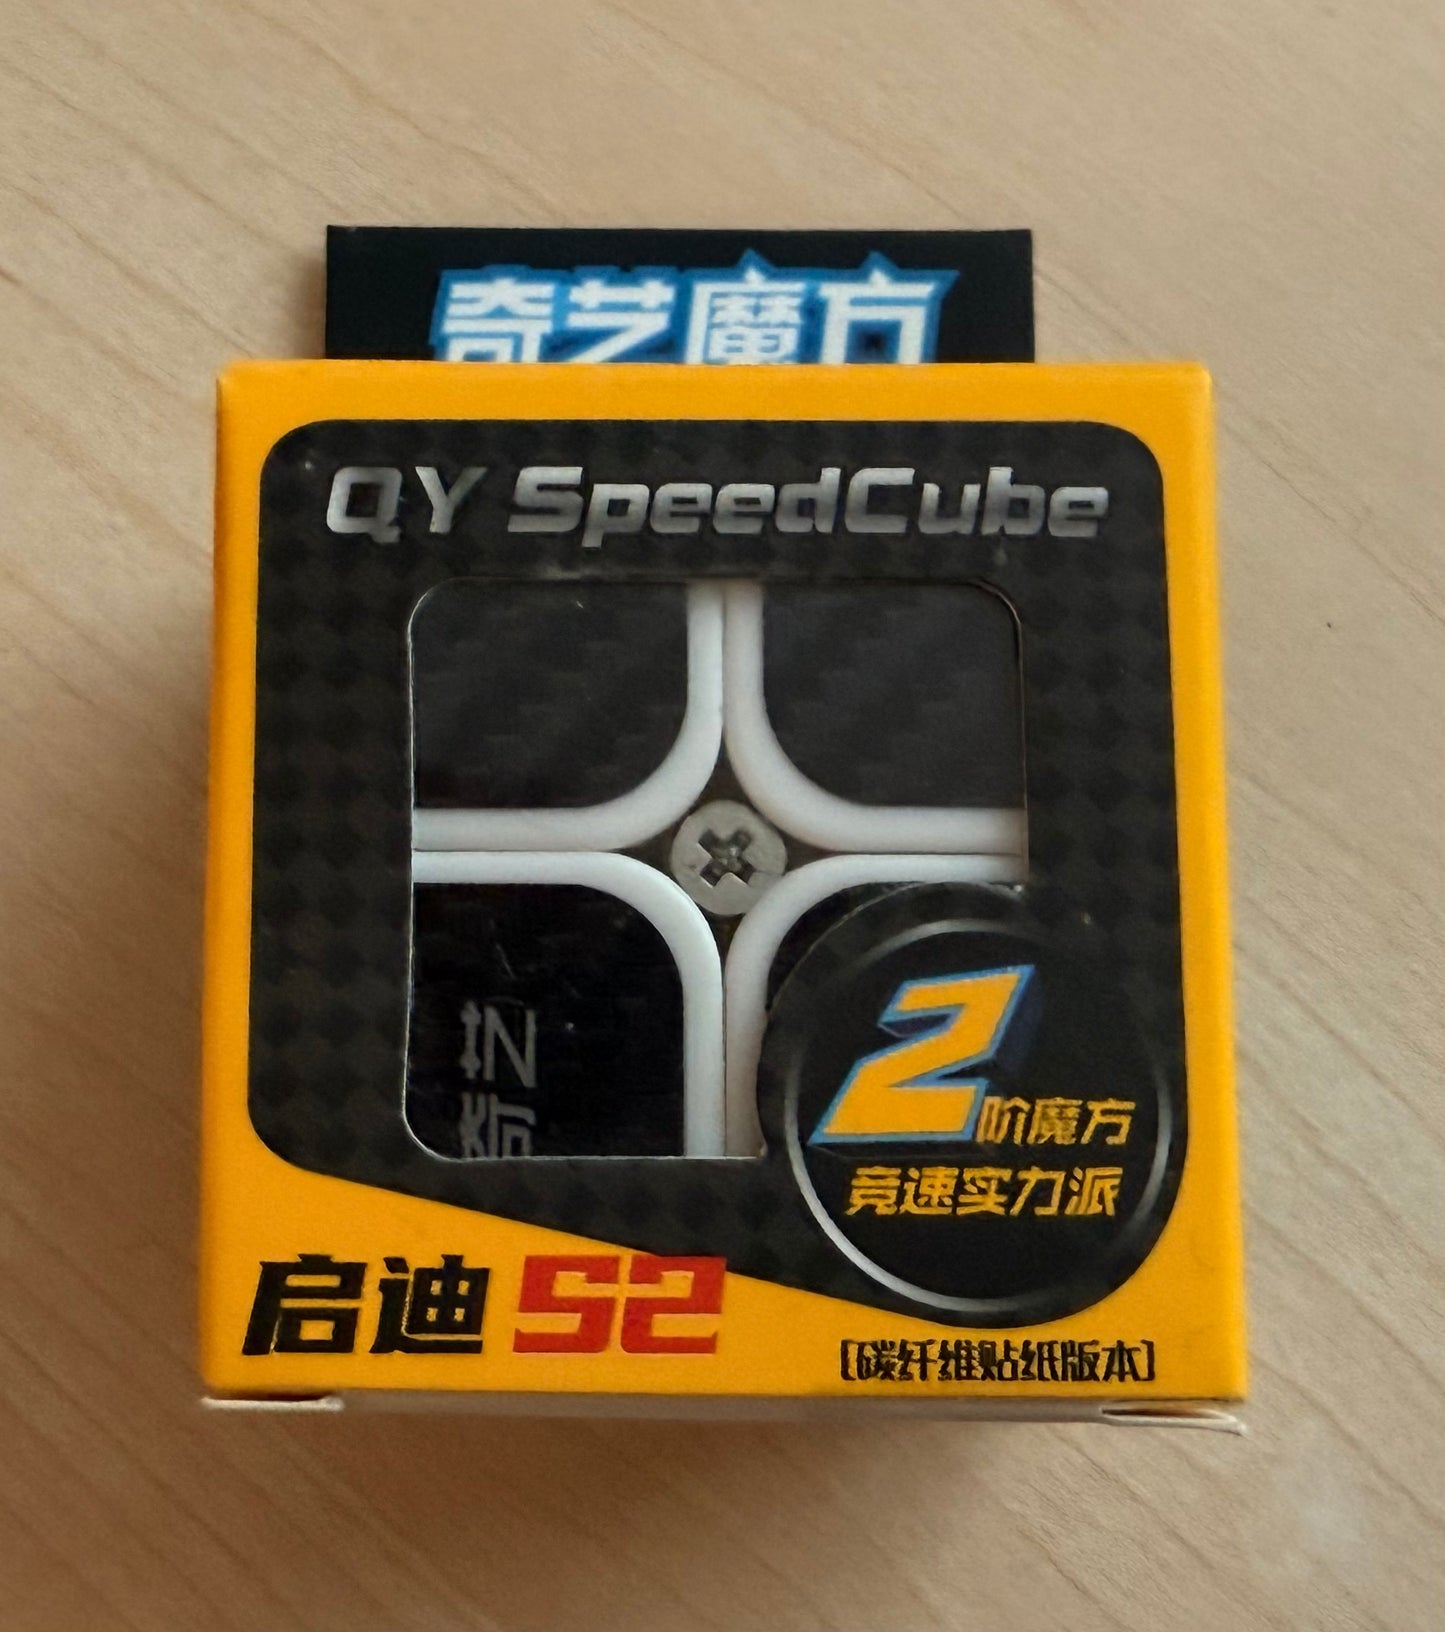 奇艺魔方
QY SpeedCube
2阶魔方
竞速实力派
启迪 S2
[碳纤维贴纸版本]